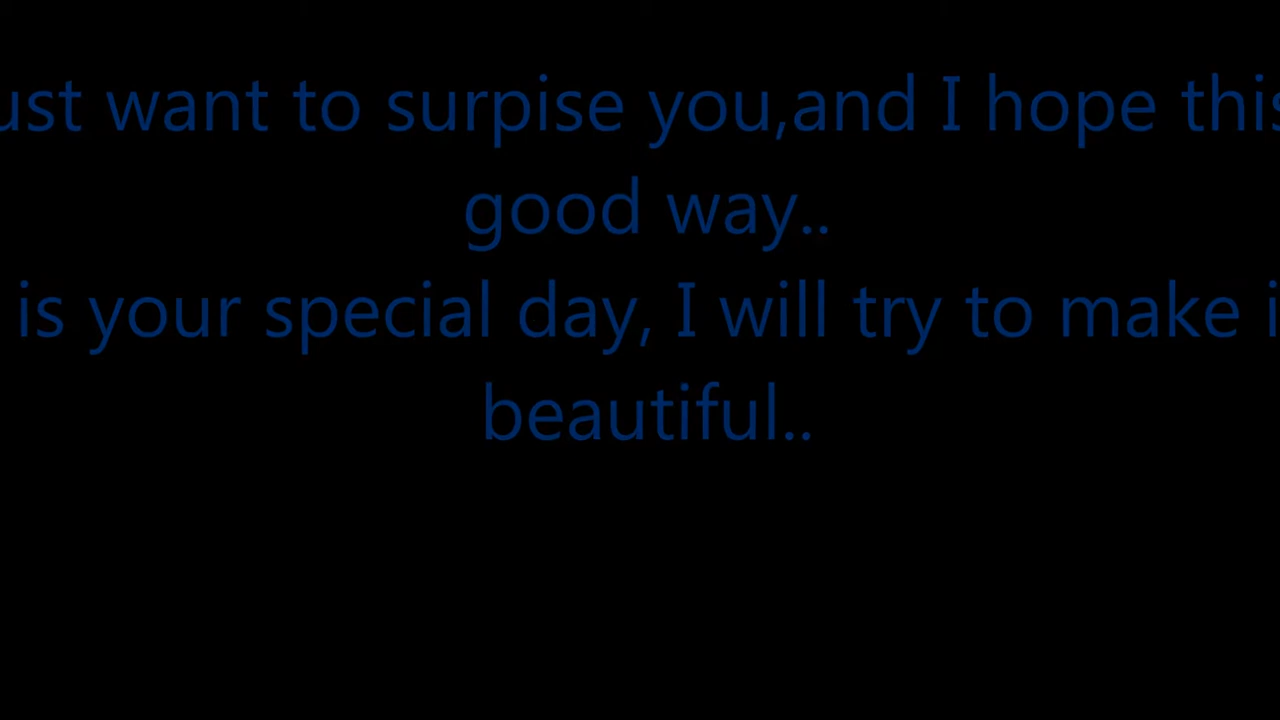 ust want to surpise you,and I hope this
good way..
is your special day, I will try to make i
beautiful..